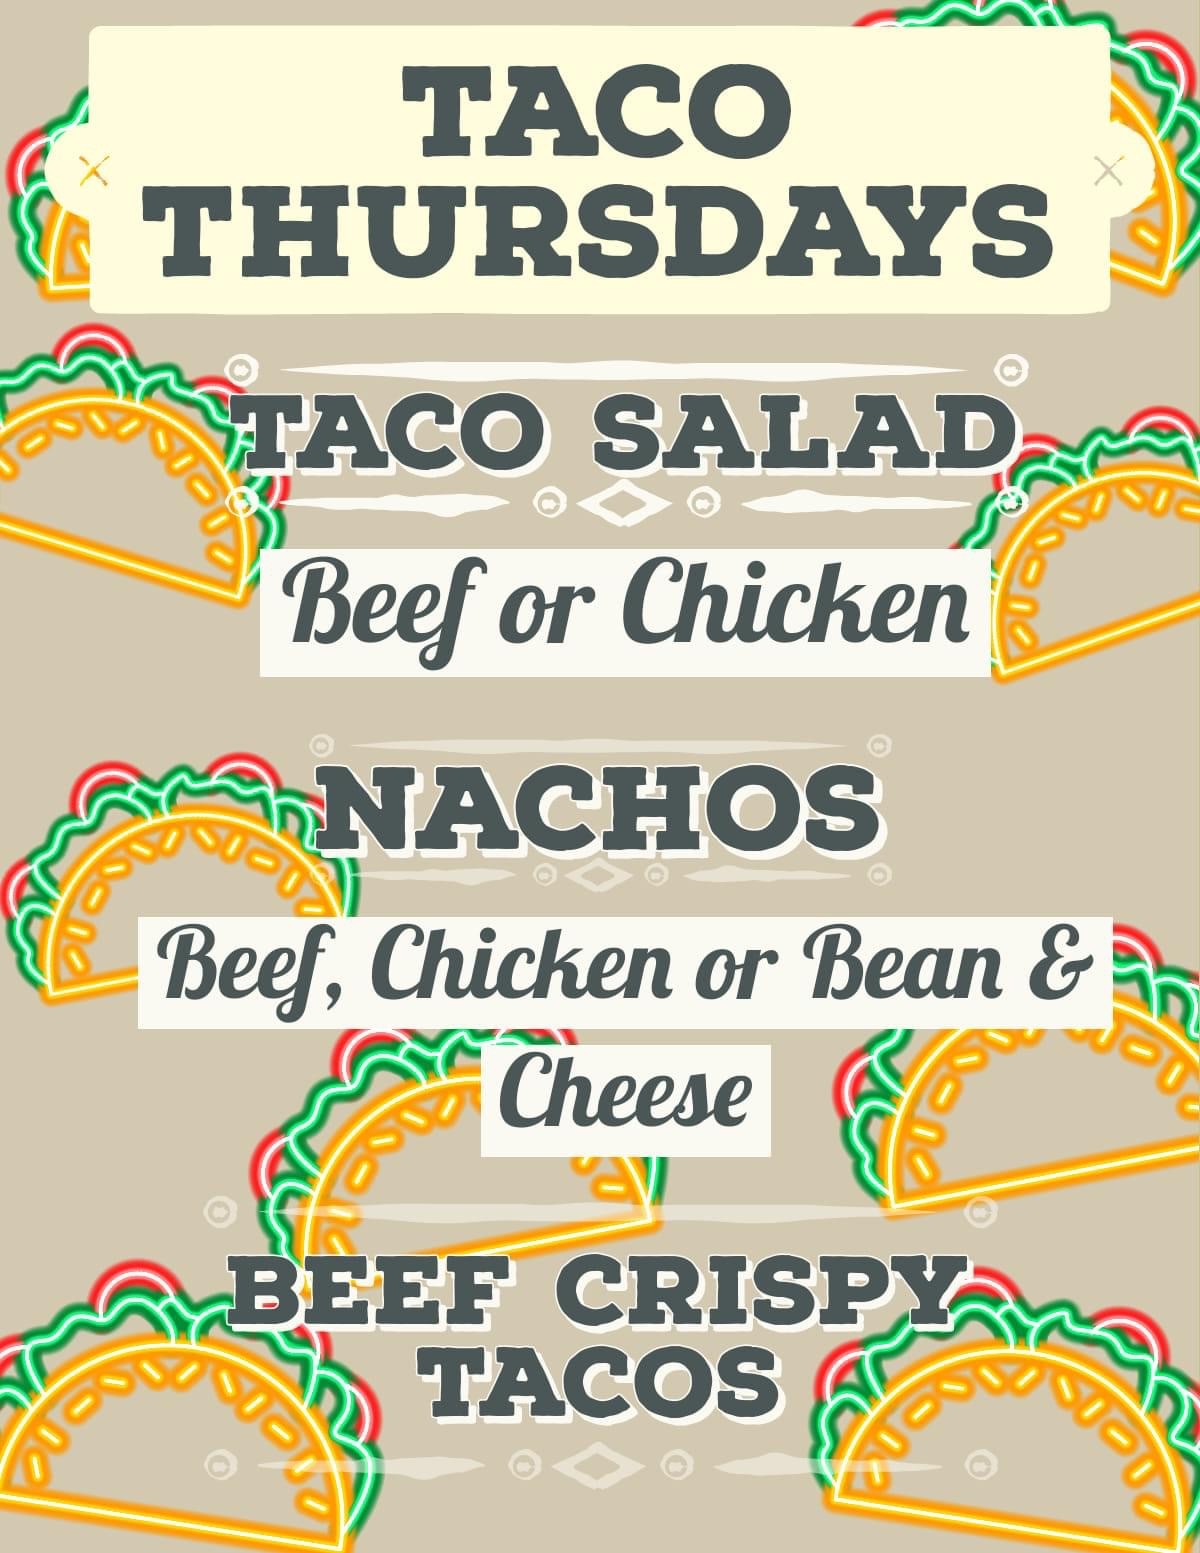 TACO
THURSDAYS
TACO SALAD
Beef or Chicken
NACHOS
Beef, Chicken or Bean &
Cheese
BEEF CRISPY
TACOS